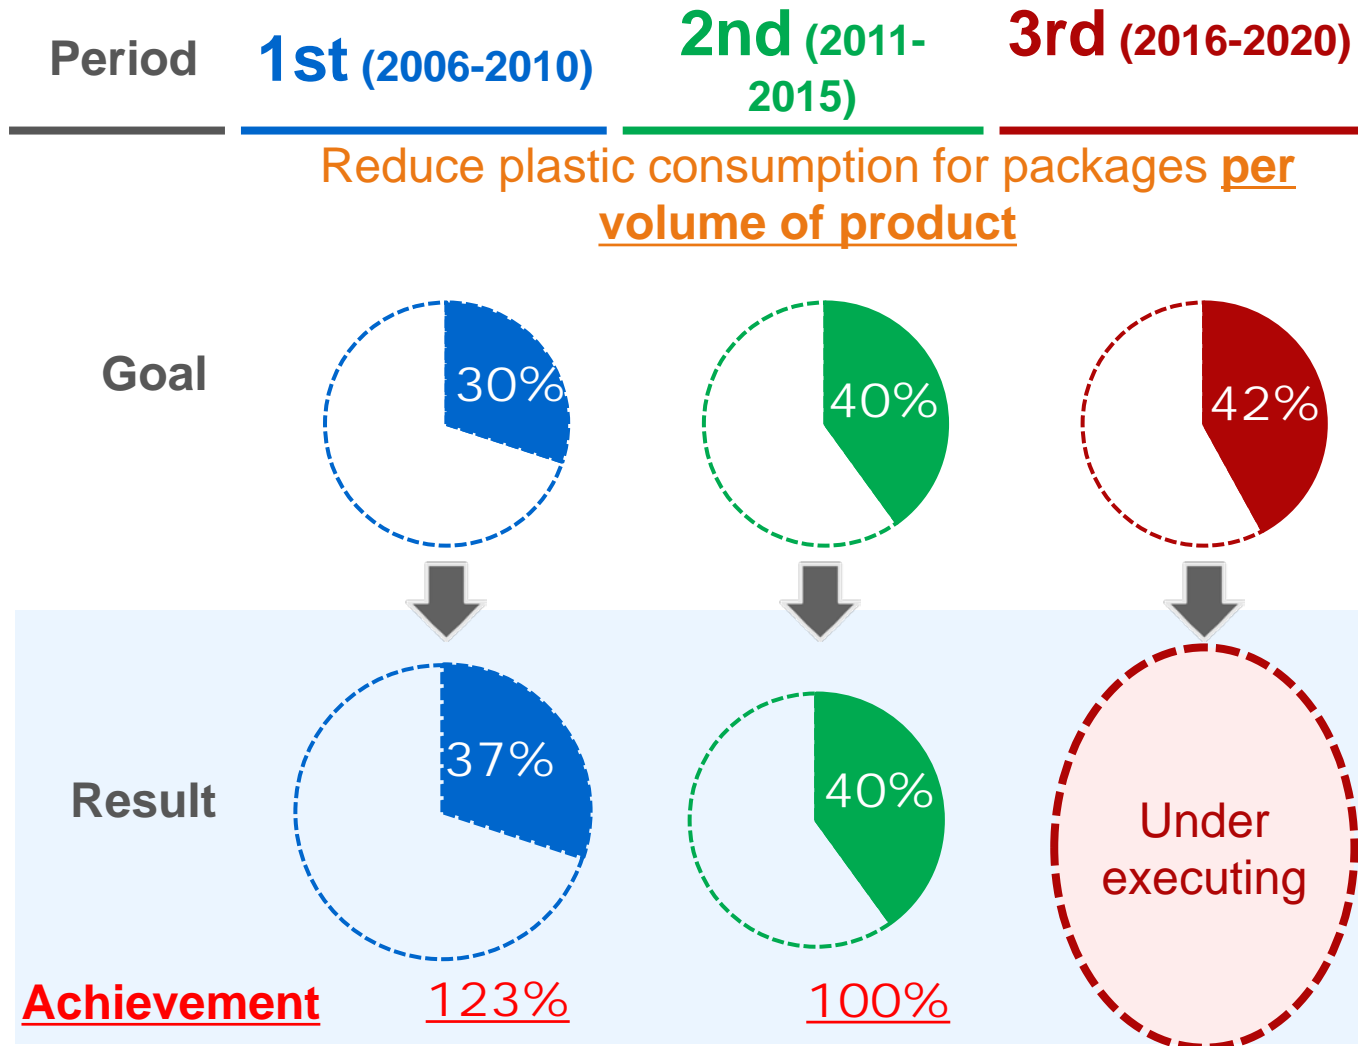 Period
1st (2006-2010)
2nd (2011-
2015)
3rd (2016-2020)
Reduce plastic consumption for packages per
volume of product
Goal
30%
40%
42%
Result
37%
40%
Under
executing
Achievement
123%
100%